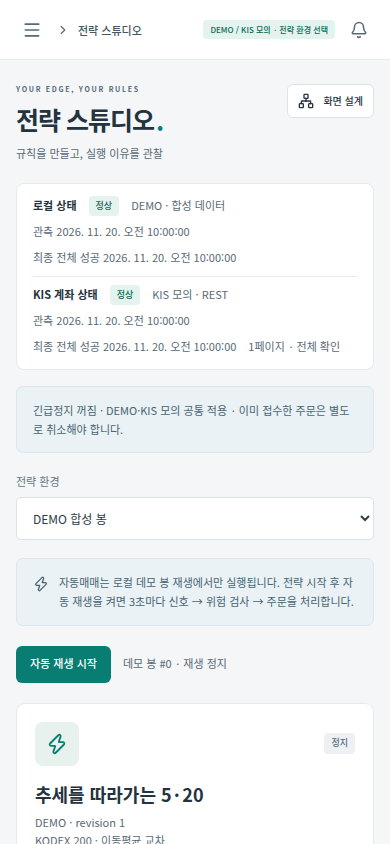 전략 스튜디오
DEMO / KIS 모의 · 전략 환경 선택
YOUR EDGE, YOUR RULES
전략 스튜디오.
화면 설계
규칙을 만들고, 실행 이유를 관찰
로컬 상태 정상 DEMO · 합성 데이터
관측 2026. 11. 20. 오전 10:00:00
최종 전체 성공 2026. 11. 20. 오전 10:00:00
KIS 계좌 상태 정상 KIS 모의 · REST
관측 2026. 11. 20. 오전 10:00:00
최종 전체 성공 2026. 11. 20. 오전 10:00:00 1페이지 · 전체 확인
긴급정지 꺼짐 · DEMO·KIS 모의 공통 적용 · 이미 접수한 주문은 별도
로 취소해야 합니다.
전략 환경
DEMO 합성 봉
자동매매는 로컬 데모 봉 재생에서만 실행됩니다. 전략 시작 후 자
동 재생을 켜면 3초마다 신호 → 위험 검사 → 주문을 처리합니다.
자동 재생 시작 데모 봉 #0 · 재생 정지
정지
추세를 따라가는 5·20
DEMO · revision 1
KODEX 200 · 이동평균 교차